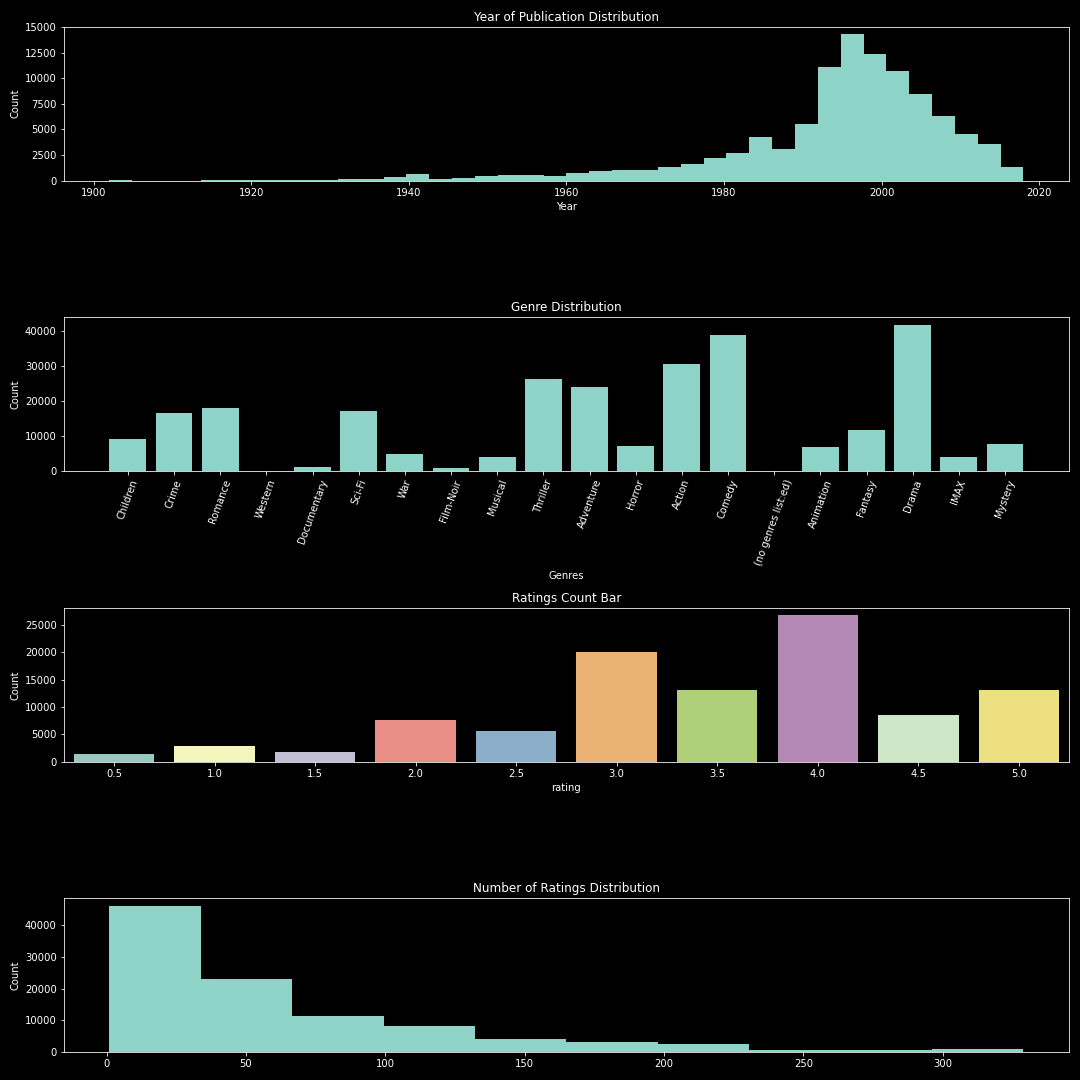 Year of Publication Distribution
Count
15000
12500
10000
7500
5000
2500
0
1900 1920 1940 1960 1980 2000 2020
Year
Genre Distribution
Count
40000
30000
20000
10000
0
Children Crime Romance Western Documentary Sci-Fi War Film-Noir Musical Thriller Adventure Horror Action Comedy (no genres list:ed) Animation Fantasy Drama IMAX Mystery
Genres
Ratings Count Bar
Count
25000
20000
15000
10000
5000
0
0.5 1.0 1.5 2.0 2.5 3.0 3.5 4.0 4.5 5.0
rating
Number of Ratings Distribution
Count
40000
30000
20000
10000
0
0 50 100 150 200 250 300